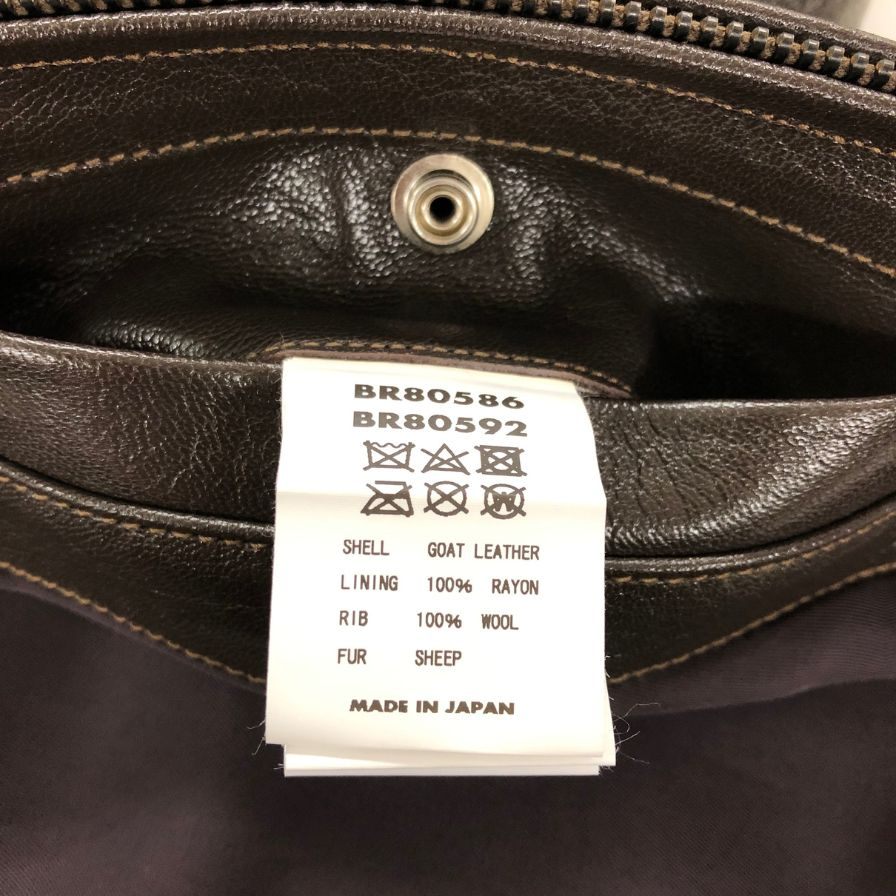 BR80586
BR80592
W
SHELL GOAT LEATHER
LINING 100% RAYON
RIB 100% WOOL
FUR SHEEP
MADE IN JAPAN